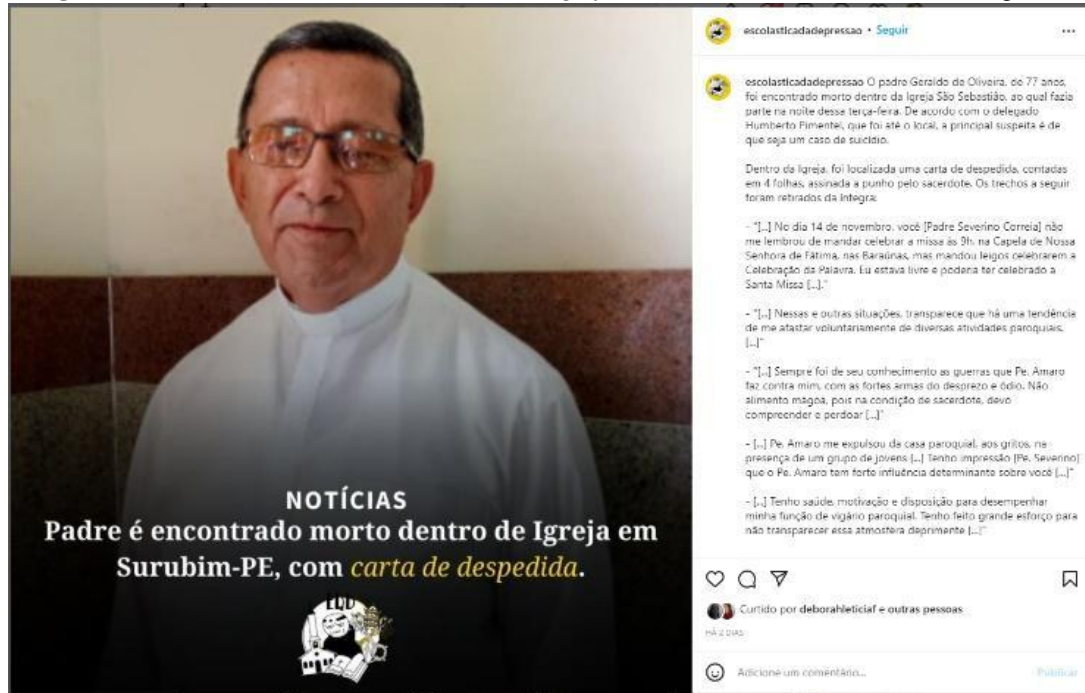 NOTÍCIAS
Padre é encontrado morto dentro de Igreja em
Surubim-PE, com carta de despedida.
EDD
escolasticadadepressao • Seguir
escolasticadadepressao O padre Geraldo de Oliveira, de 77 anos,
foi encontrado morto dentro da Igreja São Sebastião, ao qual fazia
parte na noite dessa terça-feira. De acordo com o delegado
Humberto Pimentel, que foi até o local, a principal suspeita é de
que seja um caso de suicídio.
Dentro da Igreja, foi localizada uma carta de despedida, contadas
em 4 folhas, assinada a punho pelo sacerdote. Os trechos a seguir
foram retirados da íntegra:
- "[...] No dia 14 de novembro, você [Padre Severino Correia] não
me lembrou de mandar celebrar a missa às 9h, na Capela de Nossa
Senhora de Fátima, nas Baraúnas, mas mandou leigos celebrarem a
Celebração da Palavra. Eu estava livre e poderia ter celebrado a
Santa Missa [...]."
- "[...] Nessas e outras situações, transparece que há uma tendência
de me afastar voluntariamente de diversas atividades paroquiais.
[...]"
- "[...] Sempre foi de seu conhecimento as guerras que Pe. Amaro
faz contra mim, com as fortes armas do desprezo e ódio. Não
alimento mágoa, pois na condição de sacerdote, devo
compreender e perdoar [...]"
- [...] Pe. Amaro me expulsou da casa paroquial, aos gritos, na
presença de um grupo de jovens [...] Tenho impressão [Pe. Severino]
que o Pe. Amaro tem forte influência determinante sobre você [...]"
- [...] Tenho saúde, motivação e disposição para desempenhar
minha função de vigário paroquial. Tenho feito grande esforço para
não transparecer essa atmosfera deprimente [...]"
Curtido por deborahleticiaf e outras pessoas
HÁ 2 DIAS
Adicione um comentário...
Publicar